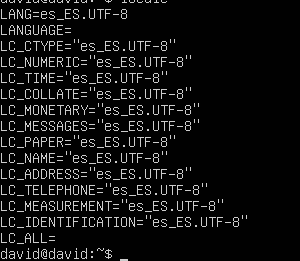 david@david:~$ locale
LANG=es_ES.UTF-8
LANGUAGE=
LC_CTYPE="es_ES.UTF-8"
LC_NUMERIC="es_ES.UTF-8"
LC_TIME="es_ES.UTF-8"
LC_COLLATE="es_ES.UTF-8"
LC_MONETARY="es_ES.UTF-8"
LC_MESSAGES="es_ES.UTF-8"
LC_PAPER="es_ES.UTF-8"
LC_NAME="es_ES.UTF-8"
LC_ADDRESS="es_ES.UTF-8"
LC_TELEPHONE="es_ES.UTF-8"
LC_MEASUREMENT="es_ES.UTF-8"
LC_IDENTIFICATION="es_ES.UTF-8"
LC_ALL=
david@david:~$ _